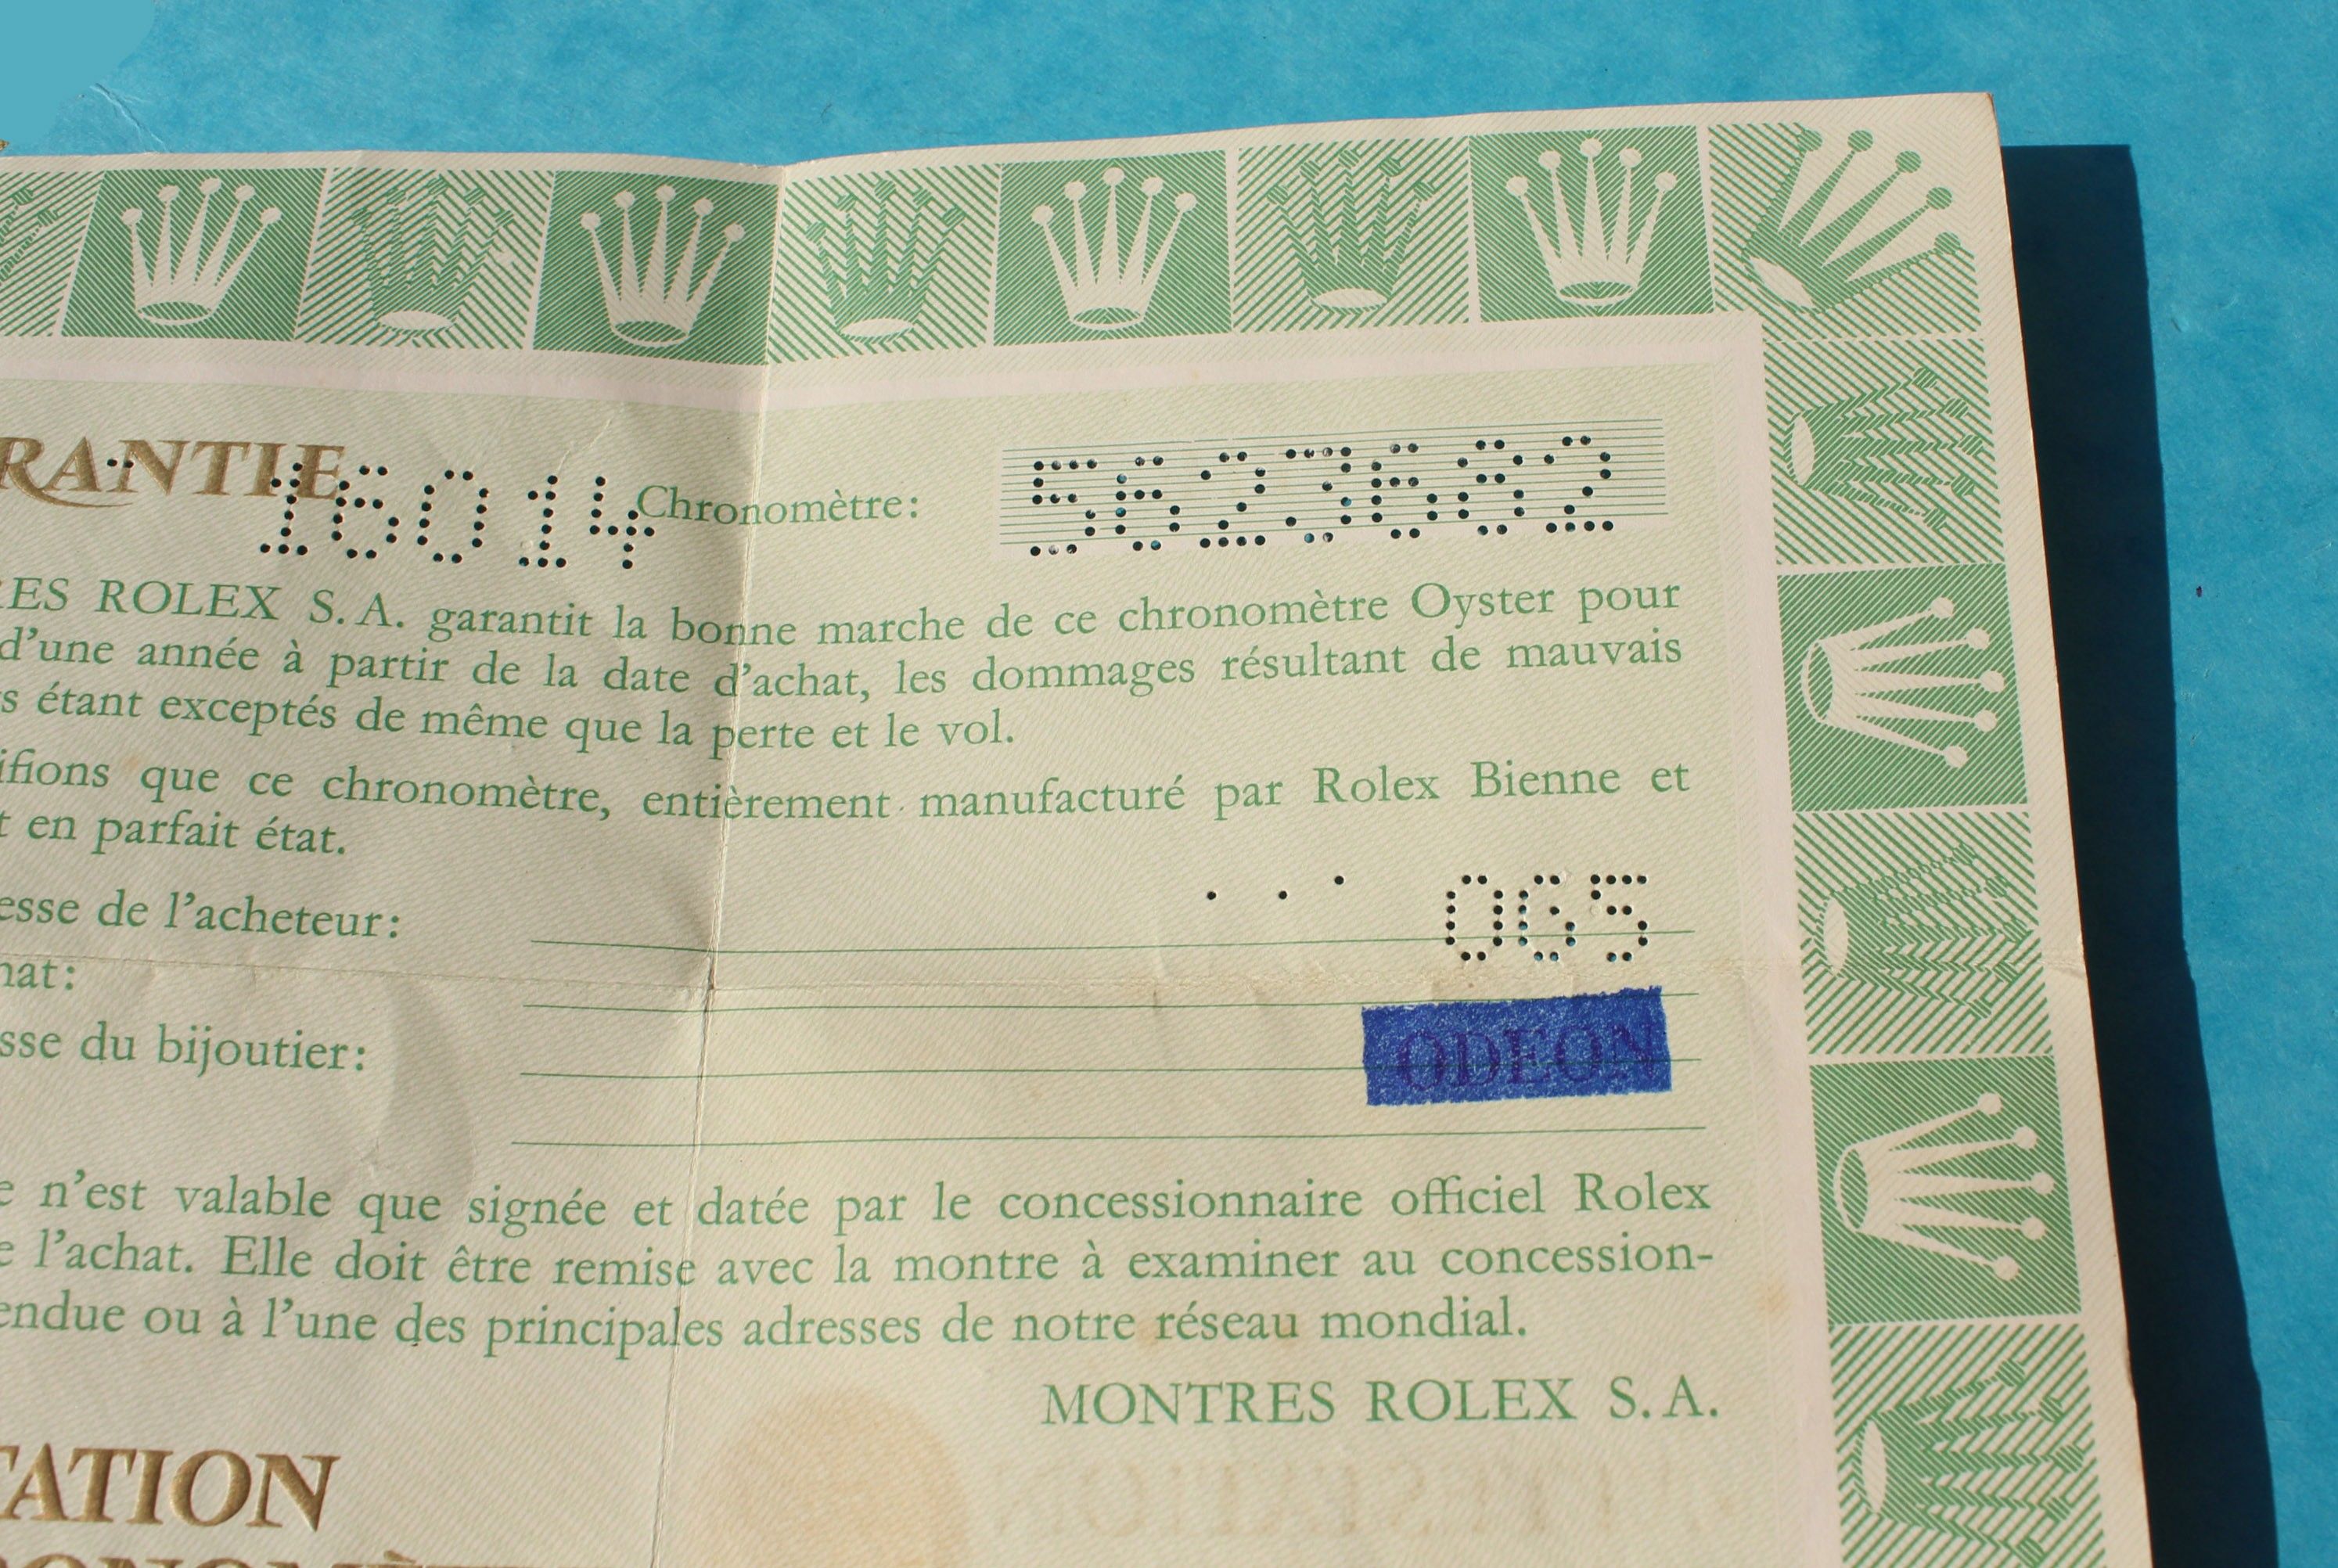 RANTIE
16014
Chronomètre: 5623682
RES ROLEX S.A. garantit la bonne marche de ce chronomètre Oyster pour
d'une année à partir de la date d'achat, les dommages résultant de mauvais
s étant exceptés de même que la perte et le vol.
ifions que ce chronomètre, entièrement manufacturé par Rolex Bienne et
t en parfait état.
065
esse de l'acheteur:
hat:
sse du bijoutier: ODEON
e n'est valable que signée et datée par le concessionnaire officiel Rolex
e l'achat. Elle doit être remise avec la montre à examiner au concession-
endue ou à l'une des principales adresses de notre réseau mondial.
MONTRES ROLEX S.A.
TATION